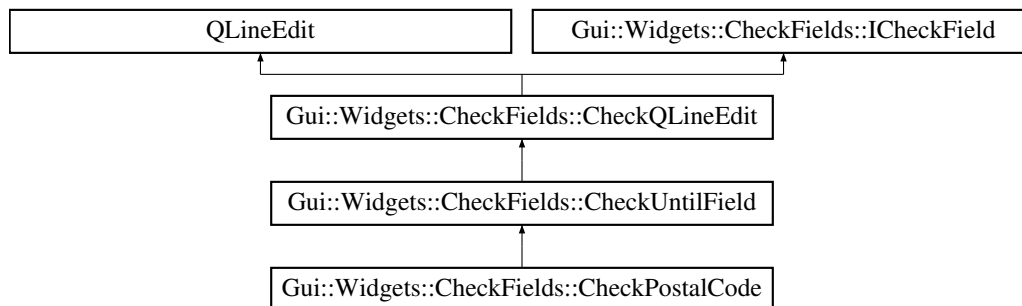 QLineEdit
Gui::Widgets::CheckFields::ICheckField
Gui::Widgets::CheckFields::CheckQLineEdit
Gui::Widgets::CheckFields::CheckUntilField
Gui::Widgets::CheckFields::CheckPostalCode